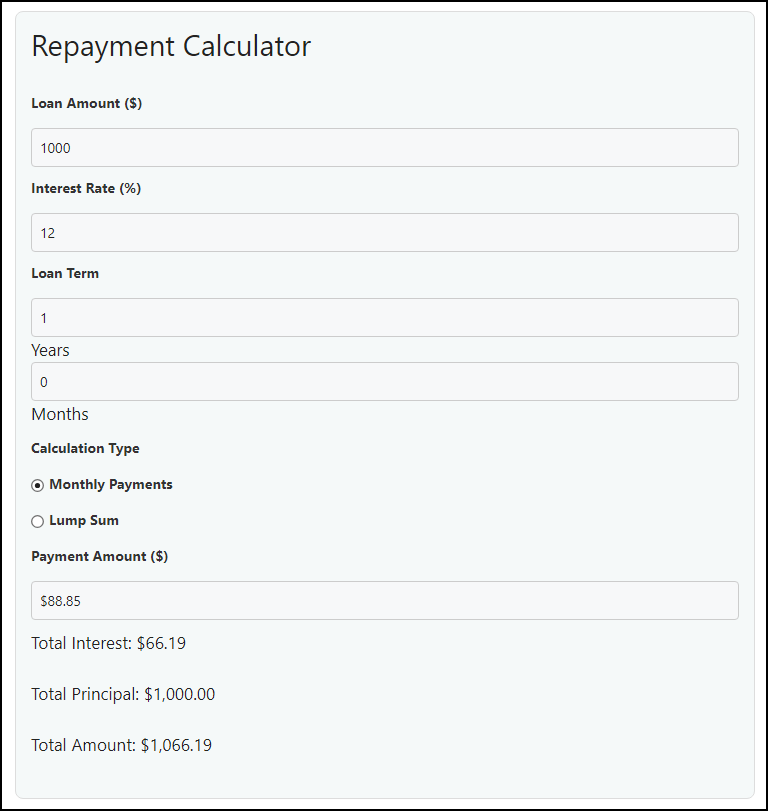 Repayment Calculator
Loan Amount ($)
1000
Interest Rate (%)
12
Loan Term
1
Years
0
Months
Calculation Type
Monthly Payments
Lump Sum
Payment Amount ($)
$88.85
Total Interest: $66.19
Total Principal: $1,000.00
Total Amount: $1,066.19